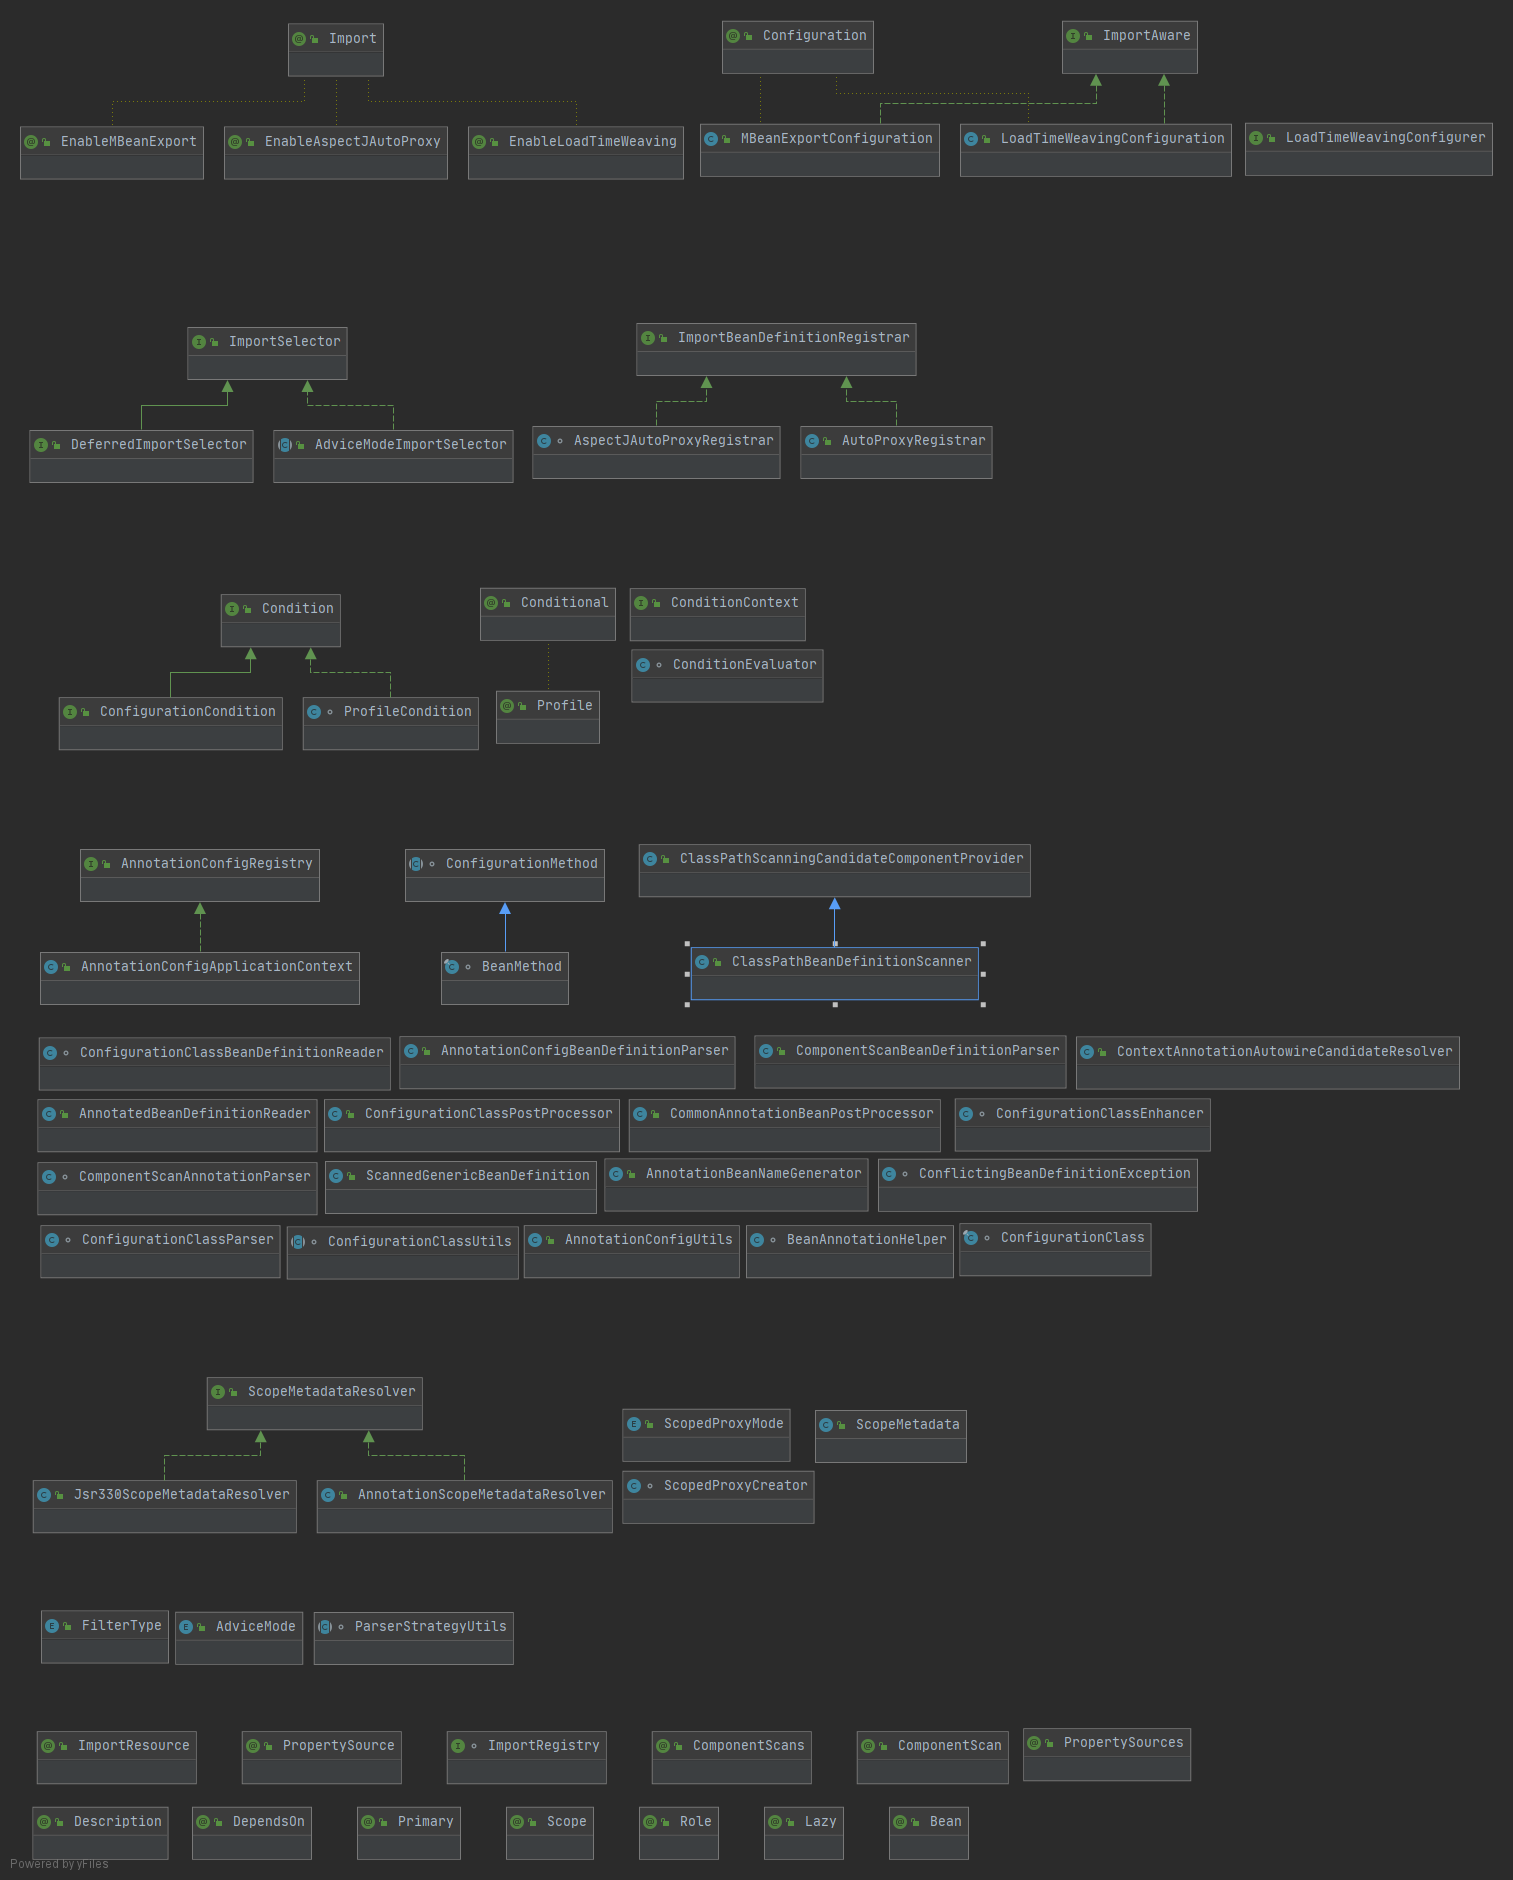 Import
Configuration
ImportAware
EnableMBeanExport
EnableAspectJAutoProxy
EnableLoadTimeWeaving
MBeanExportConfiguration
LoadTimeWeavingConfiguration
LoadTimeWeavingConfigurer
ImportSelector
ImportBeanDefinitionRegistrar
DeferredImportSelector
AdviceModeImportSelector
AspectJAutoProxyRegistrar
AutoProxyRegistrar
Condition
Conditional
ConditionContext
ConditionEvaluator
ConfigurationCondition
ProfileCondition
Profile
AnnotationConfigRegistry
ConfigurationMethod
ClassPathScanningCandidateComponentProvider
AnnotationConfigApplicationContext
BeanMethod
ClassPathBeanDefinitionScanner
ConfigurationClassBeanDefinitionReader
AnnotationConfigBeanDefinitionParser
ComponentScanBeanDefinitionParser
ContextAnnotationAutowireCandidateResolver
AnnotatedBeanDefinitionReader
ConfigurationClassPostProcessor
CommonAnnotationBeanPostProcessor
ConfigurationClassEnhancer
ComponentScanAnnotationParser
ScannedGenericBeanDefinition
AnnotationBeanNameGenerator
ConflictingBeanDefinitionException
ConfigurationClassParser
ConfigurationClassUtils
AnnotationConfigUtils
BeanAnnotationHelper
ConfigurationClass
ScopeMetadataResolver
ScopedProxyMode
ScopeMetadata
Jsr330ScopeMetadataResolver
AnnotationScopeMetadataResolver
ScopedProxyCreator
FilterType
AdviceMode
ParserStrategyUtils
ImportResource
PropertySource
ImportRegistry
ComponentScans
ComponentScan
PropertySources
Description
DependsOn
Primary
Scope
Role
Lazy
Bean
Powered by yFiles